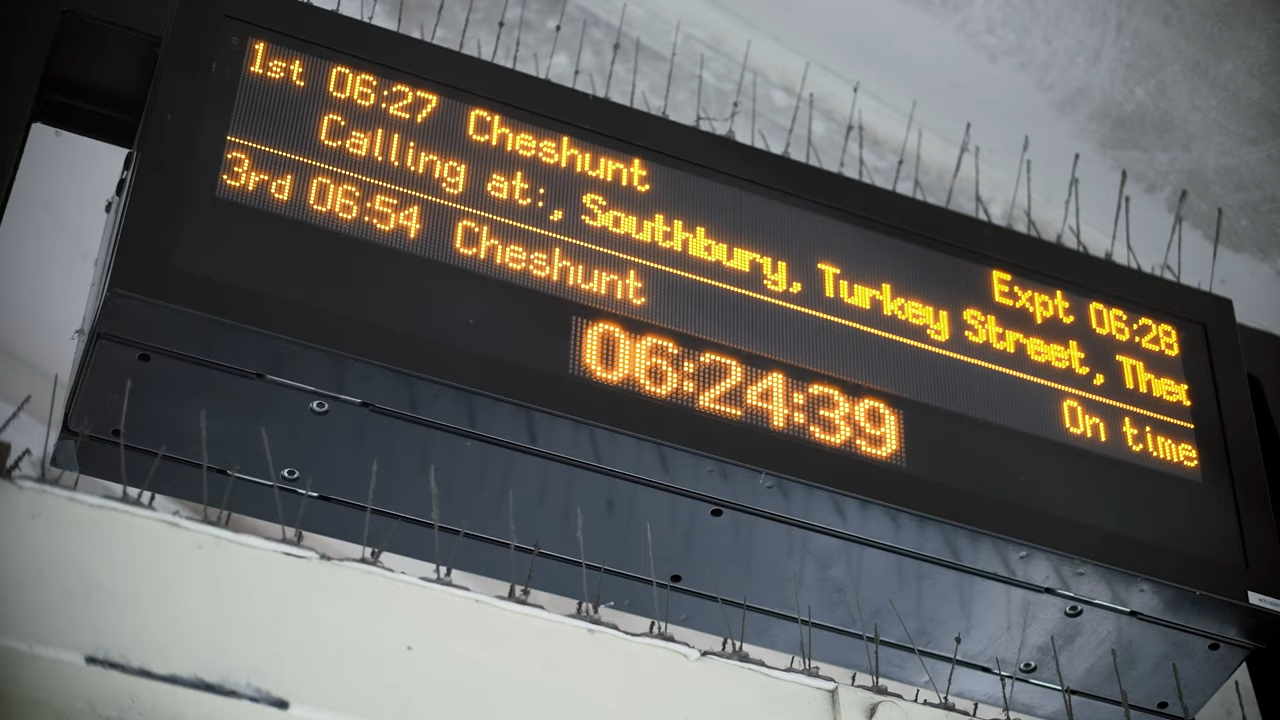 1st 06:27 Cheshunt Expt 06:28
Calling at:, Southbury, Turkey Street, Theo
3rd 06:54 Cheshunt On time
06:24:39